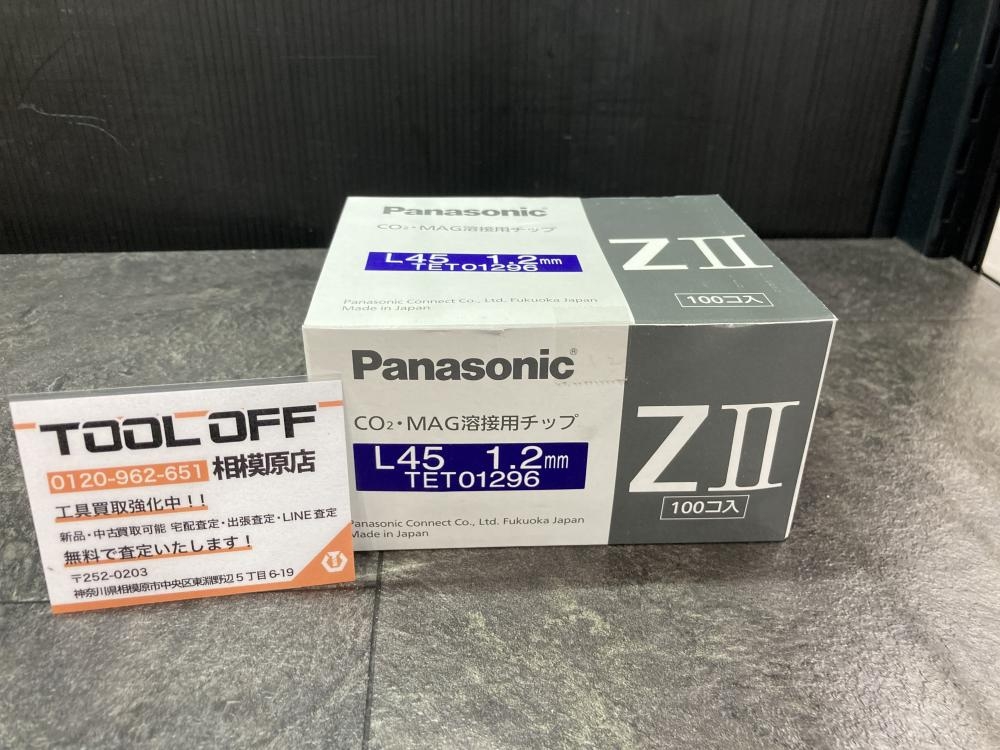 Panasonic
CO2・MAG溶接用チップ
L45 1.2mm
TET01296
Panasonic Connect Co., Ltd. Fukuoka Japan
Made in Japan
ZII
100コ入
Panasonic®
CO2・MAG溶接用チップ
L45 1.2mm
TET01296
Panasonic Connect Co., Ltd. Fukuoka Japan
Made in Japan
ZII
100コ入
TOOL OFF
0120-962-651 相模原店
工具買取強化中!!
新品・中古買取可能 宅配査定・出張査定・LINE査定
無料で査定いたします!
〒252-0203
神奈川県相模原市中央区東淵野辺5丁目6-19